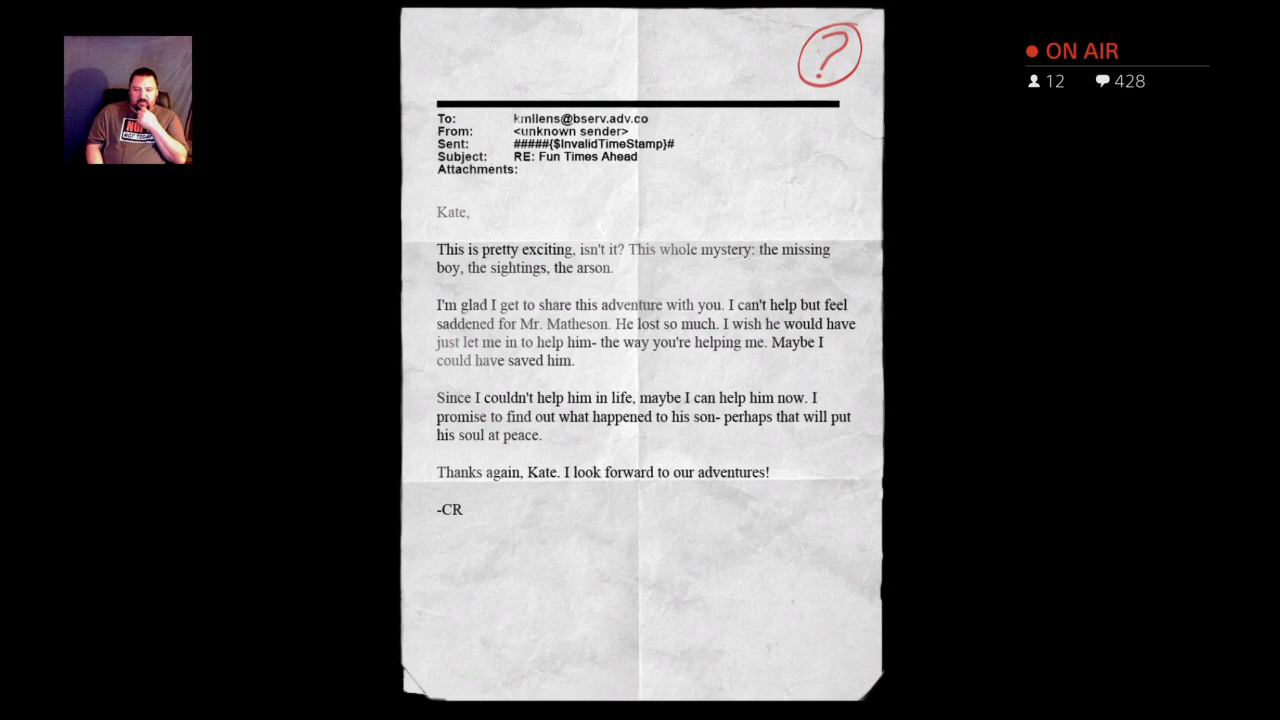 ?
ON AIR
12 428
NOPE
NOT TODAY
To: kmllens@bserv.adv.co
From: <unknown sender>
Sent: #####{$InvalidTimeStamp}#
Subject: RE: Fun Times Ahead
Attachments:
Kate,
This is pretty exciting, isn't it? This whole mystery: the missing
boy, the sightings, the arson.
I'm glad I get to share this adventure with you. I can't help but feel
saddened for Mr. Matheson. He lost so much. I wish he would have
just let me in to help him- the way you're helping me. Maybe I
could have saved him.
Since I couldn't help him in life, maybe I can help him now. I
promise to find out what happened to his son- perhaps that will put
his soul at peace.
Thanks again, Kate. I look forward to our adventures!
-CR